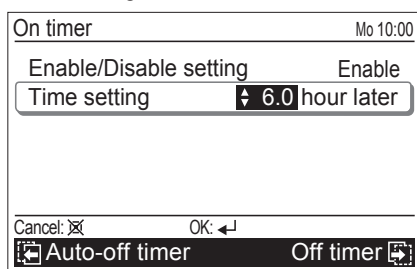 On timer Mo 10:00
Enable/Disable setting Enable
Time setting 6.0 hour later
Cancel: OK:
Auto-off timer Off timer